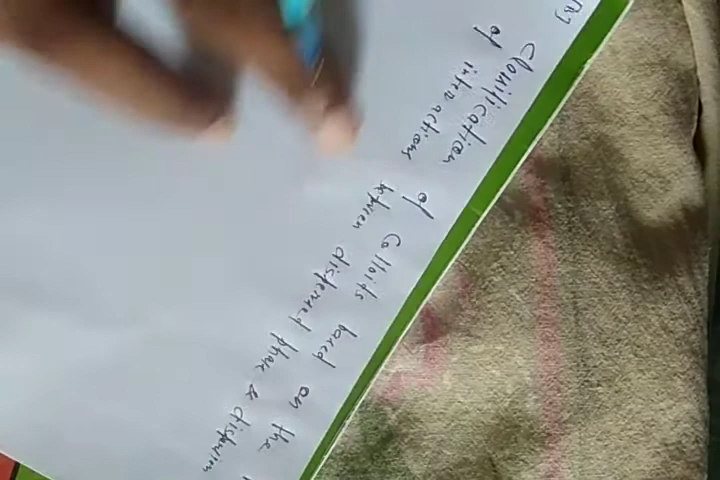 [B]
Classification of Colloids based on the
of interactions between dispersed phase & dispersion